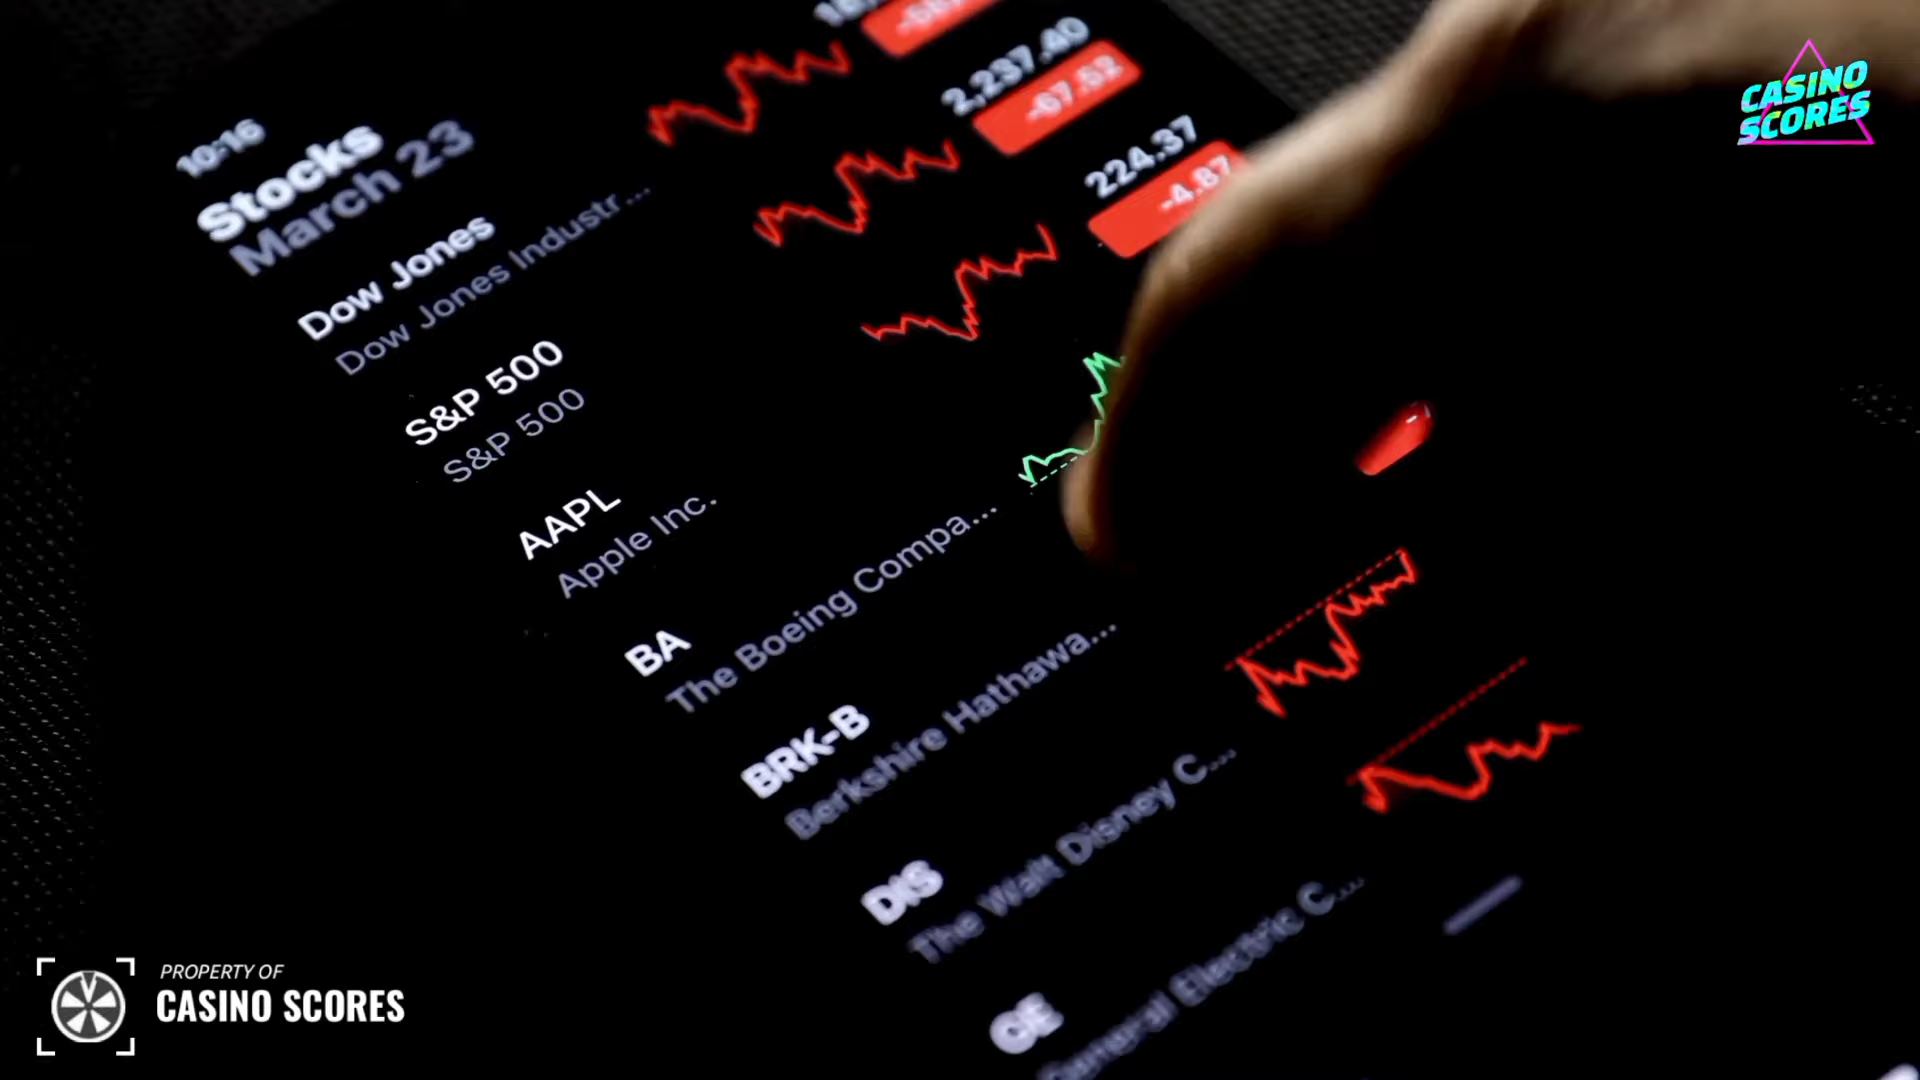 10:16
Stocks
March 23
Dow Jones
Dow Jones Industr...
S&P 500
S&P 500
2,237.40
-67.52
AAPL
Apple Inc.
224.37
-4.87
BA
The Boeing Compa...
BRK-B
Berkshire Hathawa...
DIS
The Walt Disney C...
GE
General Electric C...
CASINO
SCORES
PROPERTY OF
CASINO SCORES